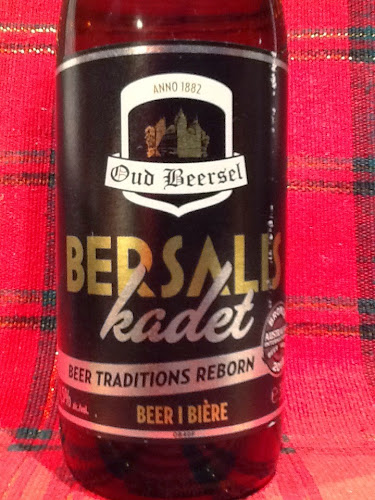 ANNO 1882
Oud Beersel
BERSALIS
kadet
BEER TRADITIONS REBORN
BEER I BIÈRE